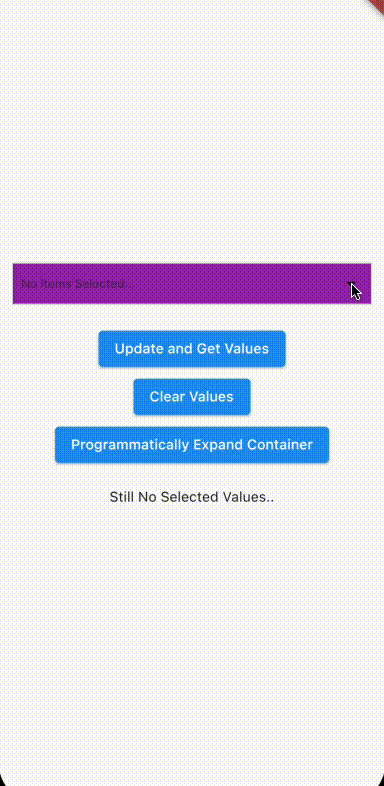 No Items Selected...
Update and Get Values
Clear Values
Programmatically Expand Container
Still No Selected Values..